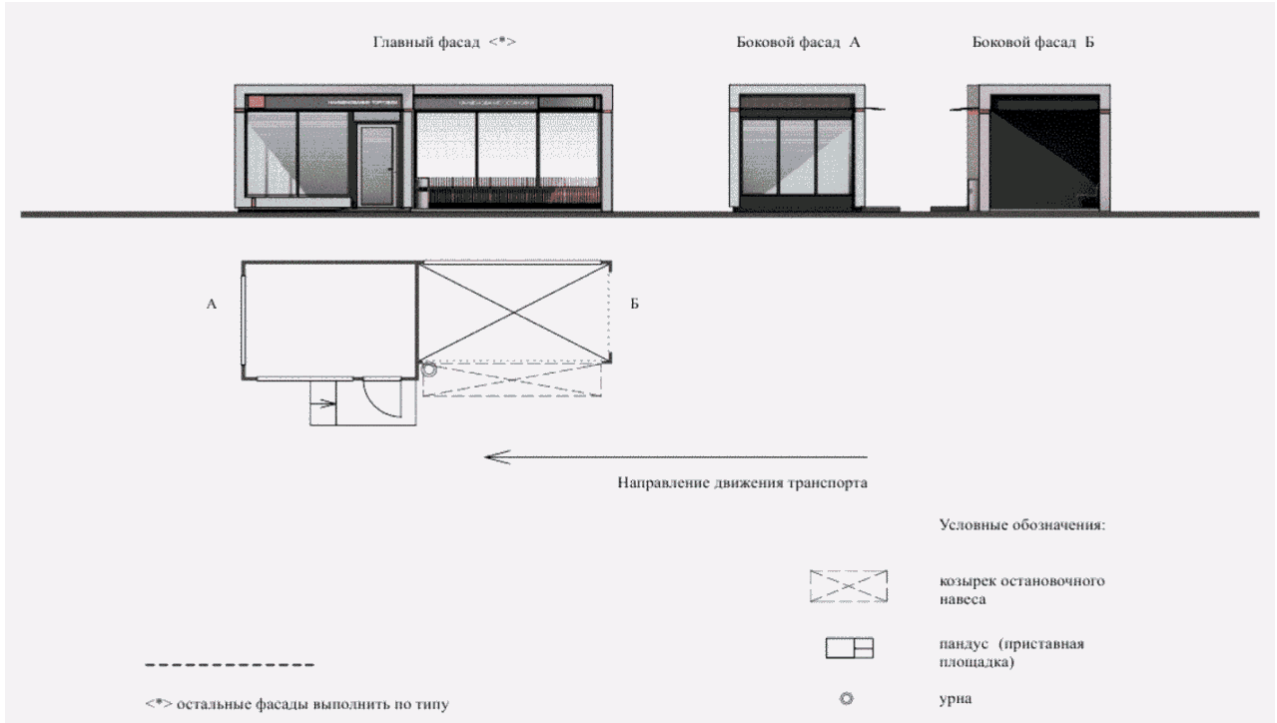 Главный фасад <*>
Боковой фасад А
Боковой фасад Б
А
Б
Направление движения транспорта
Условные обозначения:
козырек остановочного
навеса
пандус (приставная
площадка)
урна
<*> остальные фасады выполнить по типу